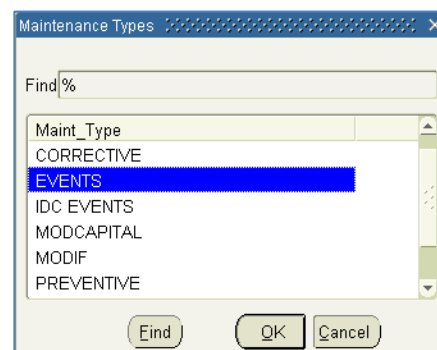 Maintenance Types
Find %
Maint_Type
CORRECTIVE
EVENTS
IDC EVENTS
MODCAPITAL
MODIF
PREVENTIVE
Find OK Cancel